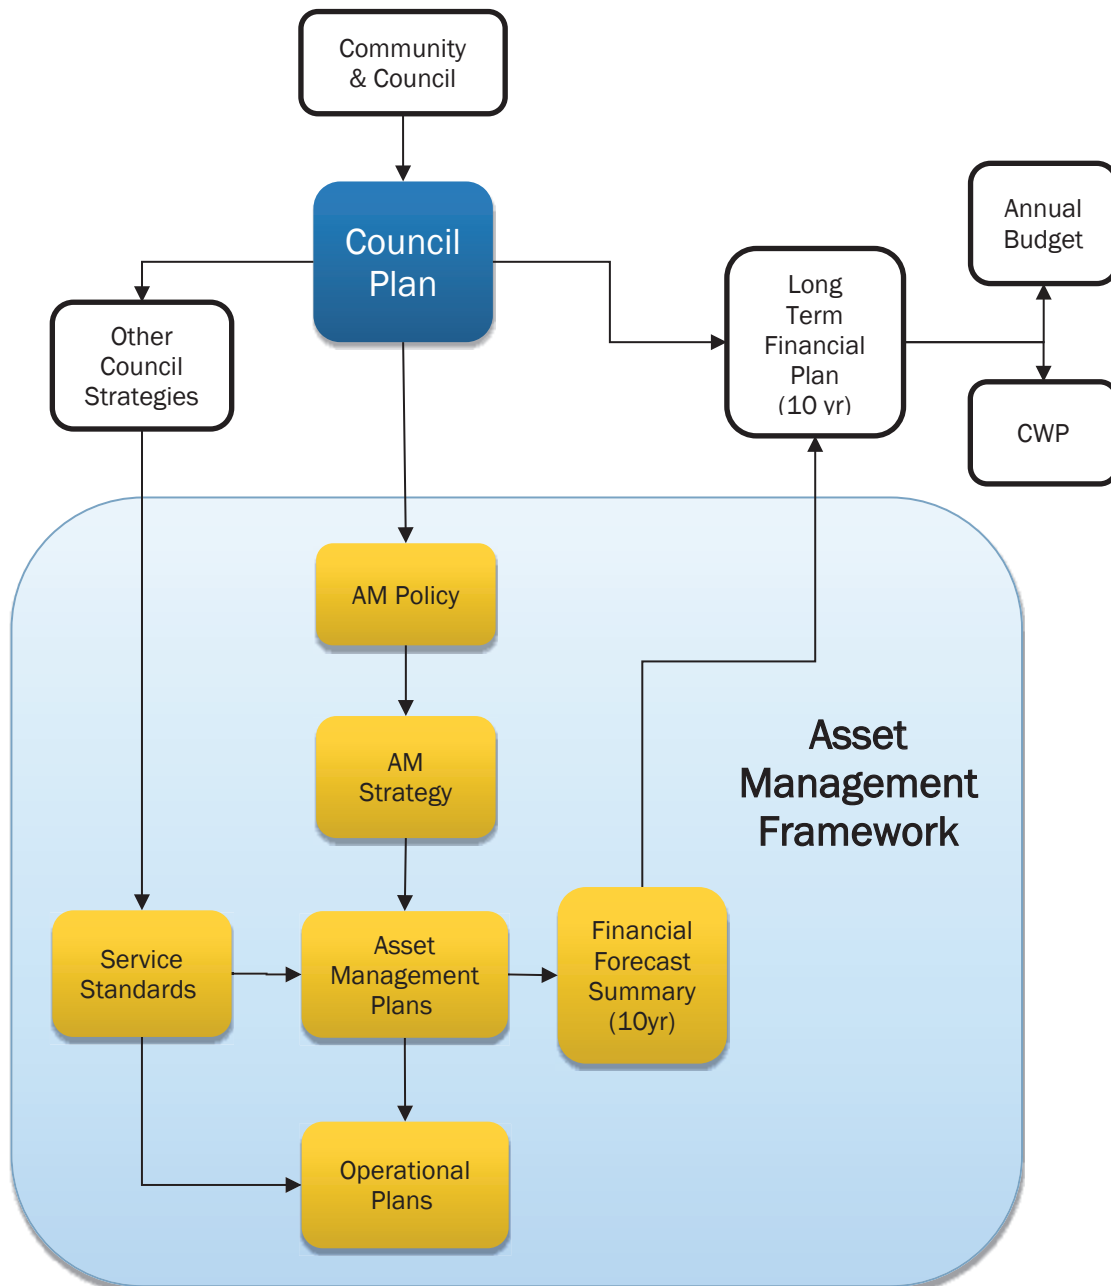 Community
& Council
Council
Plan
Annual
Budget
Long
Term
Financial
Plan
(10 yr)
Other
Council
Strategies
CWP
AM Policy
AM
Strategy
Asset
Management
Framework
Service
Standards
Asset
Management
Plans
Financial
Forecast
Summary
(10yr)
Operational
Plans